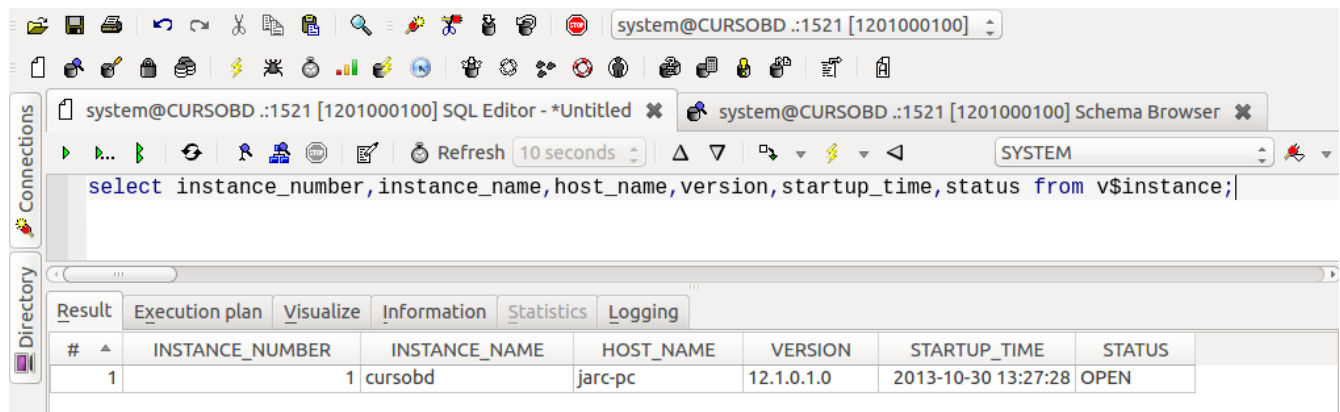 system@CURSOBD .:1521 [1201000100]
system@CURSOBD .:1521 [1201000100] SQL Editor - *Untitled
system@CURSOBD .:1521 [1201000100] Schema Browser
Connections
Directory
Refresh 10 seconds
SYSTEM
select instance_number,instance_name,host_name,version,startup_time,status from v$instance;
Result Execution plan Visualize Information Statistics Logging
# INSTANCE_NUMBER INSTANCE_NAME HOST_NAME VERSION STARTUP_TIME STATUS
1 1 cursobd jarc-pc 12.1.0.1.0 2013-10-30 13:27:28 OPEN